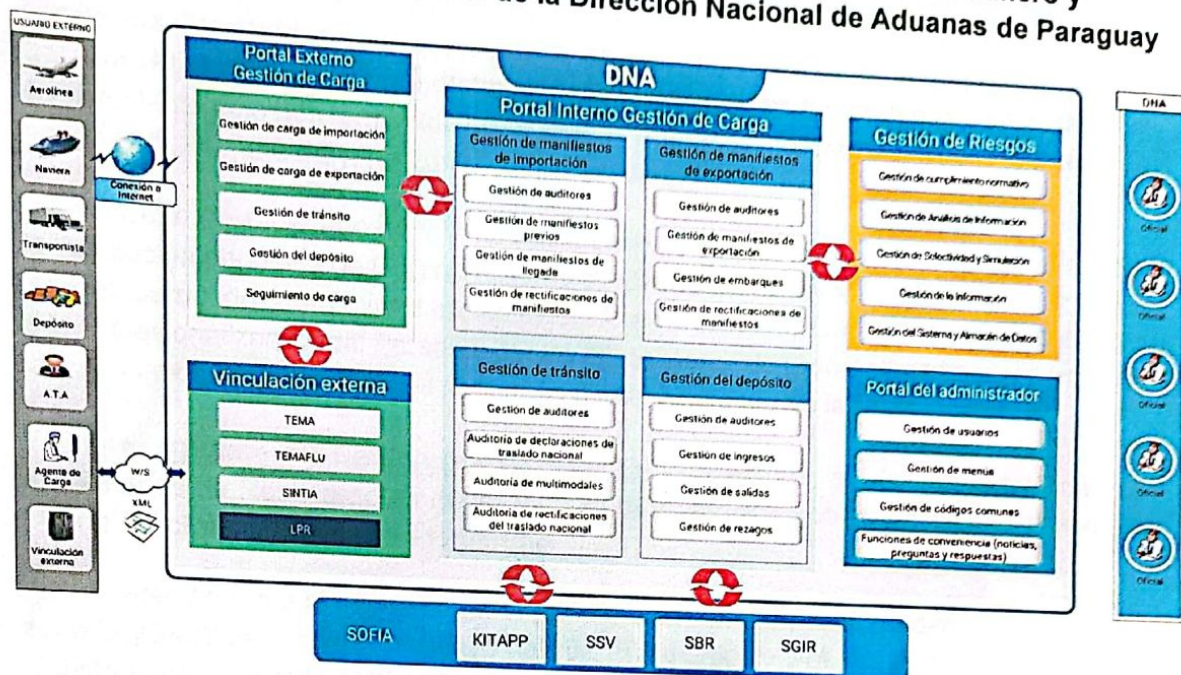 de la Dirección Nacional de Aduanas de Paraguay
USUARIO EXTERNO
Aerolínea
Naviera
Transportista
Depósito
A.T.A
Agente de
Carga
Vinculación
externa
Conexión a
Internet
W/S
XML
DNA
Portal Externo
Gestión de Carga
Gestión de carga de importación
Gestión de carga de exportación
Gestión de tránsito
Gestión del depósito
Seguimiento de carga
Vinculación externa
TEMA
TEMAFLU
SINTIA
LPR
Portal Interno Gestión de Carga
Gestión de manifiestos
de importación
Gestión de auditores
Gestión de manifiestos
previos
Gestión de manifiestos de
llegada
Gestión de rectificaciones de
manifiestos
Gestión de manifiestos
de exportación
Gestión de auditores
Gestión de manifiestos de
exportación
Gestión de embarques
Gestión de rectificaciones de
manifiestos
Gestión de tránsito
Gestión de auditores
Auditoría de declaraciones de
traslado nacional
Auditoría de multimodales
Auditoría de rectificaciones
del traslado nacional
Gestión del depósito
Gestión de auditores
Gestión de ingresos
Gestión de salidas
Gestión de rezagos
Gestión de Riesgos
Gestión de cumplimiento normativo
Gestión de Análisis de Información
Gestión de Selectividad y Simulación
Gestión de la Información
Gestión del Sistema y Almacén de Datos
Portal del administrador
Gestión de usuarios
Gestión de menús
Gestión de códigos comunes
Funciones de conveniencia (noticias,
preguntas y respuestas)
DNA
Oficial
Oficial
Oficial
Oficial
Oficial
SOFIA
KITAPP
SSV
SBR
SGIR